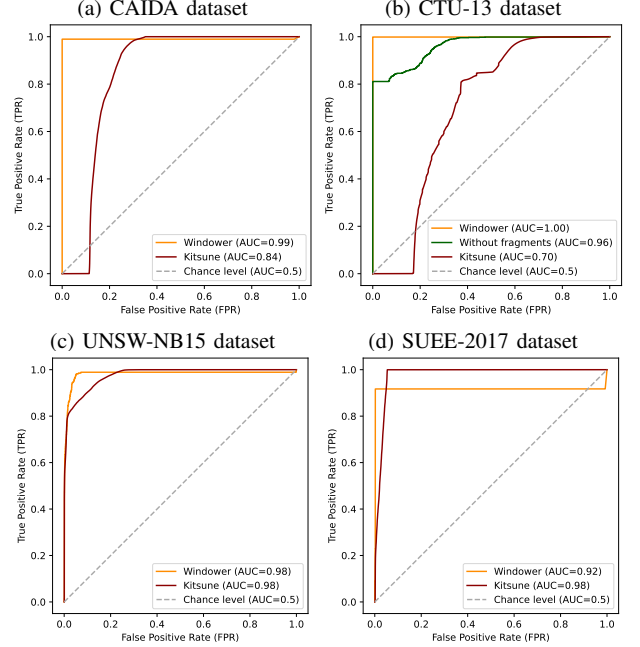 (a) CAIDA dataset
1.0
0.8
0.6
0.4
0.2
0.0
True Positive Rate (TPR)
Windower (AUC=0.99)
Kitsune (AUC=0.84)
Chance level (AUC=0.5)
0.0 0.2 0.4 0.6 0.8 1.0
False Positive Rate (FPR)
(b) CTU-13 dataset
1.0
0.8
0.6
0.4
0.2
0.0
True Positive Rate (TPR)
Windower (AUC=1.00)
Without fragments (AUC=0.96)
Kitsune (AUC=0.70)
Chance level (AUC=0.5)
0.0 0.2 0.4 0.6 0.8 1.0
False Positive Rate (FPR)
(c) UNSW-NB15 dataset
1.0
0.8
0.6
0.4
0.2
0.0
True Positive Rate (TPR)
Windower (AUC=0.98)
Kitsune (AUC=0.98)
Chance level (AUC=0.5)
0.0 0.2 0.4 0.6 0.8 1.0
False Positive Rate (FPR)
(d) SUEE-2017 dataset
1.0
0.8
0.6
0.4
0.2
0.0
True Positive Rate (TPR)
Windower (AUC=0.92)
Kitsune (AUC=0.98)
Chance level (AUC=0.5)
0.0 0.2 0.4 0.6 0.8 1.0
False Positive Rate (FPR)